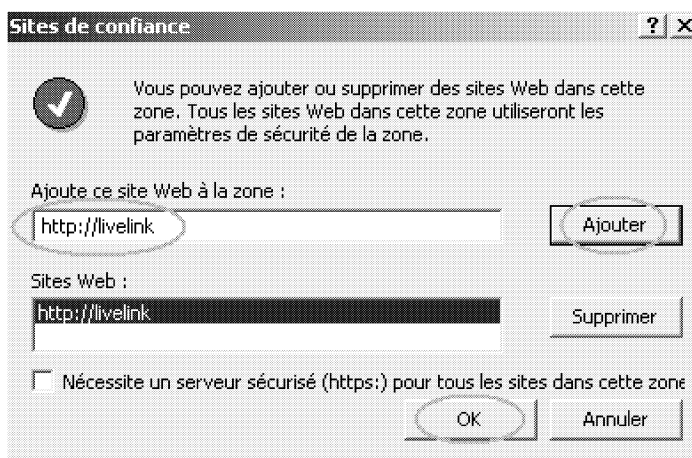 Sites de confiance ? X
Vous pouvez ajouter ou supprimer des sites Web dans cette
zone. Tous les sites Web dans cette zone utiliseront les
paramètres de sécurité de la zone.
Ajoute ce site Web à la zone :
http://livelink Ajouter
Sites Web :
http://livelink Supprimer
Nécessite un serveur sécurisé (https:) pour tous les sites dans cette zone
OK Annuler